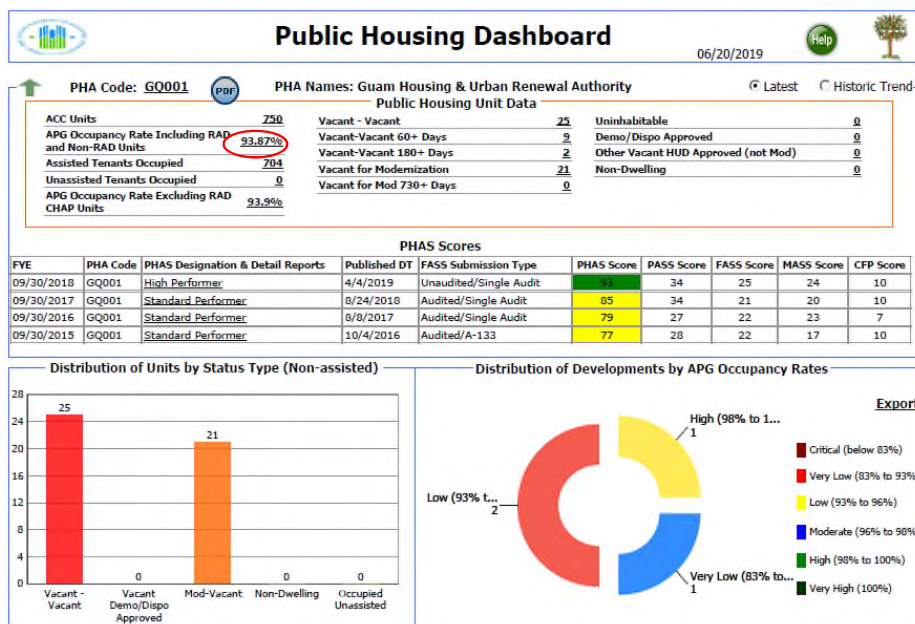 Public Housing Dashboard
06/20/2019
Help
PHA Code: GQ001
PDF
PHA Names: Guam Housing & Urban Renewal Authority
Latest
Historic Trend-
Public Housing Unit Data
ACC Units 750
APG Occupancy Rate Including RAD
and Non-RAD Units 93.87%
Assisted Tenants Occupied 704
Unassisted Tenants Occupied 0
APG Occupancy Rate Excluding RAD
CHAP Units 93.9%
Vacant - Vacant 25
Vacant-Vacant 60+ Days 9
Vacant-Vacant 180+ Days 2
Vacant for Modernization 21
Vacant for Mod 730+ Days 0
Uninhabitable 0
Demo/Dispo Approved 0
Other Vacant HUD Approved (not Mod) 0
Non-Dwelling 0
PHAS Scores
FYE PHA Code PHAS Designation & Detail Reports Published DT FASS Submission Type PHAS Score PASS Score FASS Score MASS Score CFP Score
09/30/2018 GQ001 High Performer 4/4/2019 Unaudited/Single Audit 93 34 25 24 10
09/30/2017 GQ001 Standard Performer 8/24/2018 Audited/Single Audit 85 34 21 20 10
09/30/2016 GQ001 Standard Performer 8/8/2017 Audited/Single Audit 79 27 22 23 7
09/30/2015 GQ001 Standard Performer 10/4/2016 Audited/A-133 77 28 22 17 10
Distribution of Units by Status Type (Non-assisted)
28
24
20
16
12
8
4
0
25
0
21
0
0
Vacant -
Vacant
Vacant
Demo/Dispo
Approved
Mod-Vacant
Non-Dwelling
Occupied
Unassisted
Distribution of Developments by APG Occupancy Rates
Export
High (98% to 1...
1
Low (93% t...
2
Very Low (83% to...
1
Critical (below 83%)
Very Low (83% to 93%
Low (93% to 96%)
Moderate (96% to 98%
High (98% to 100%)
Very High (100%)